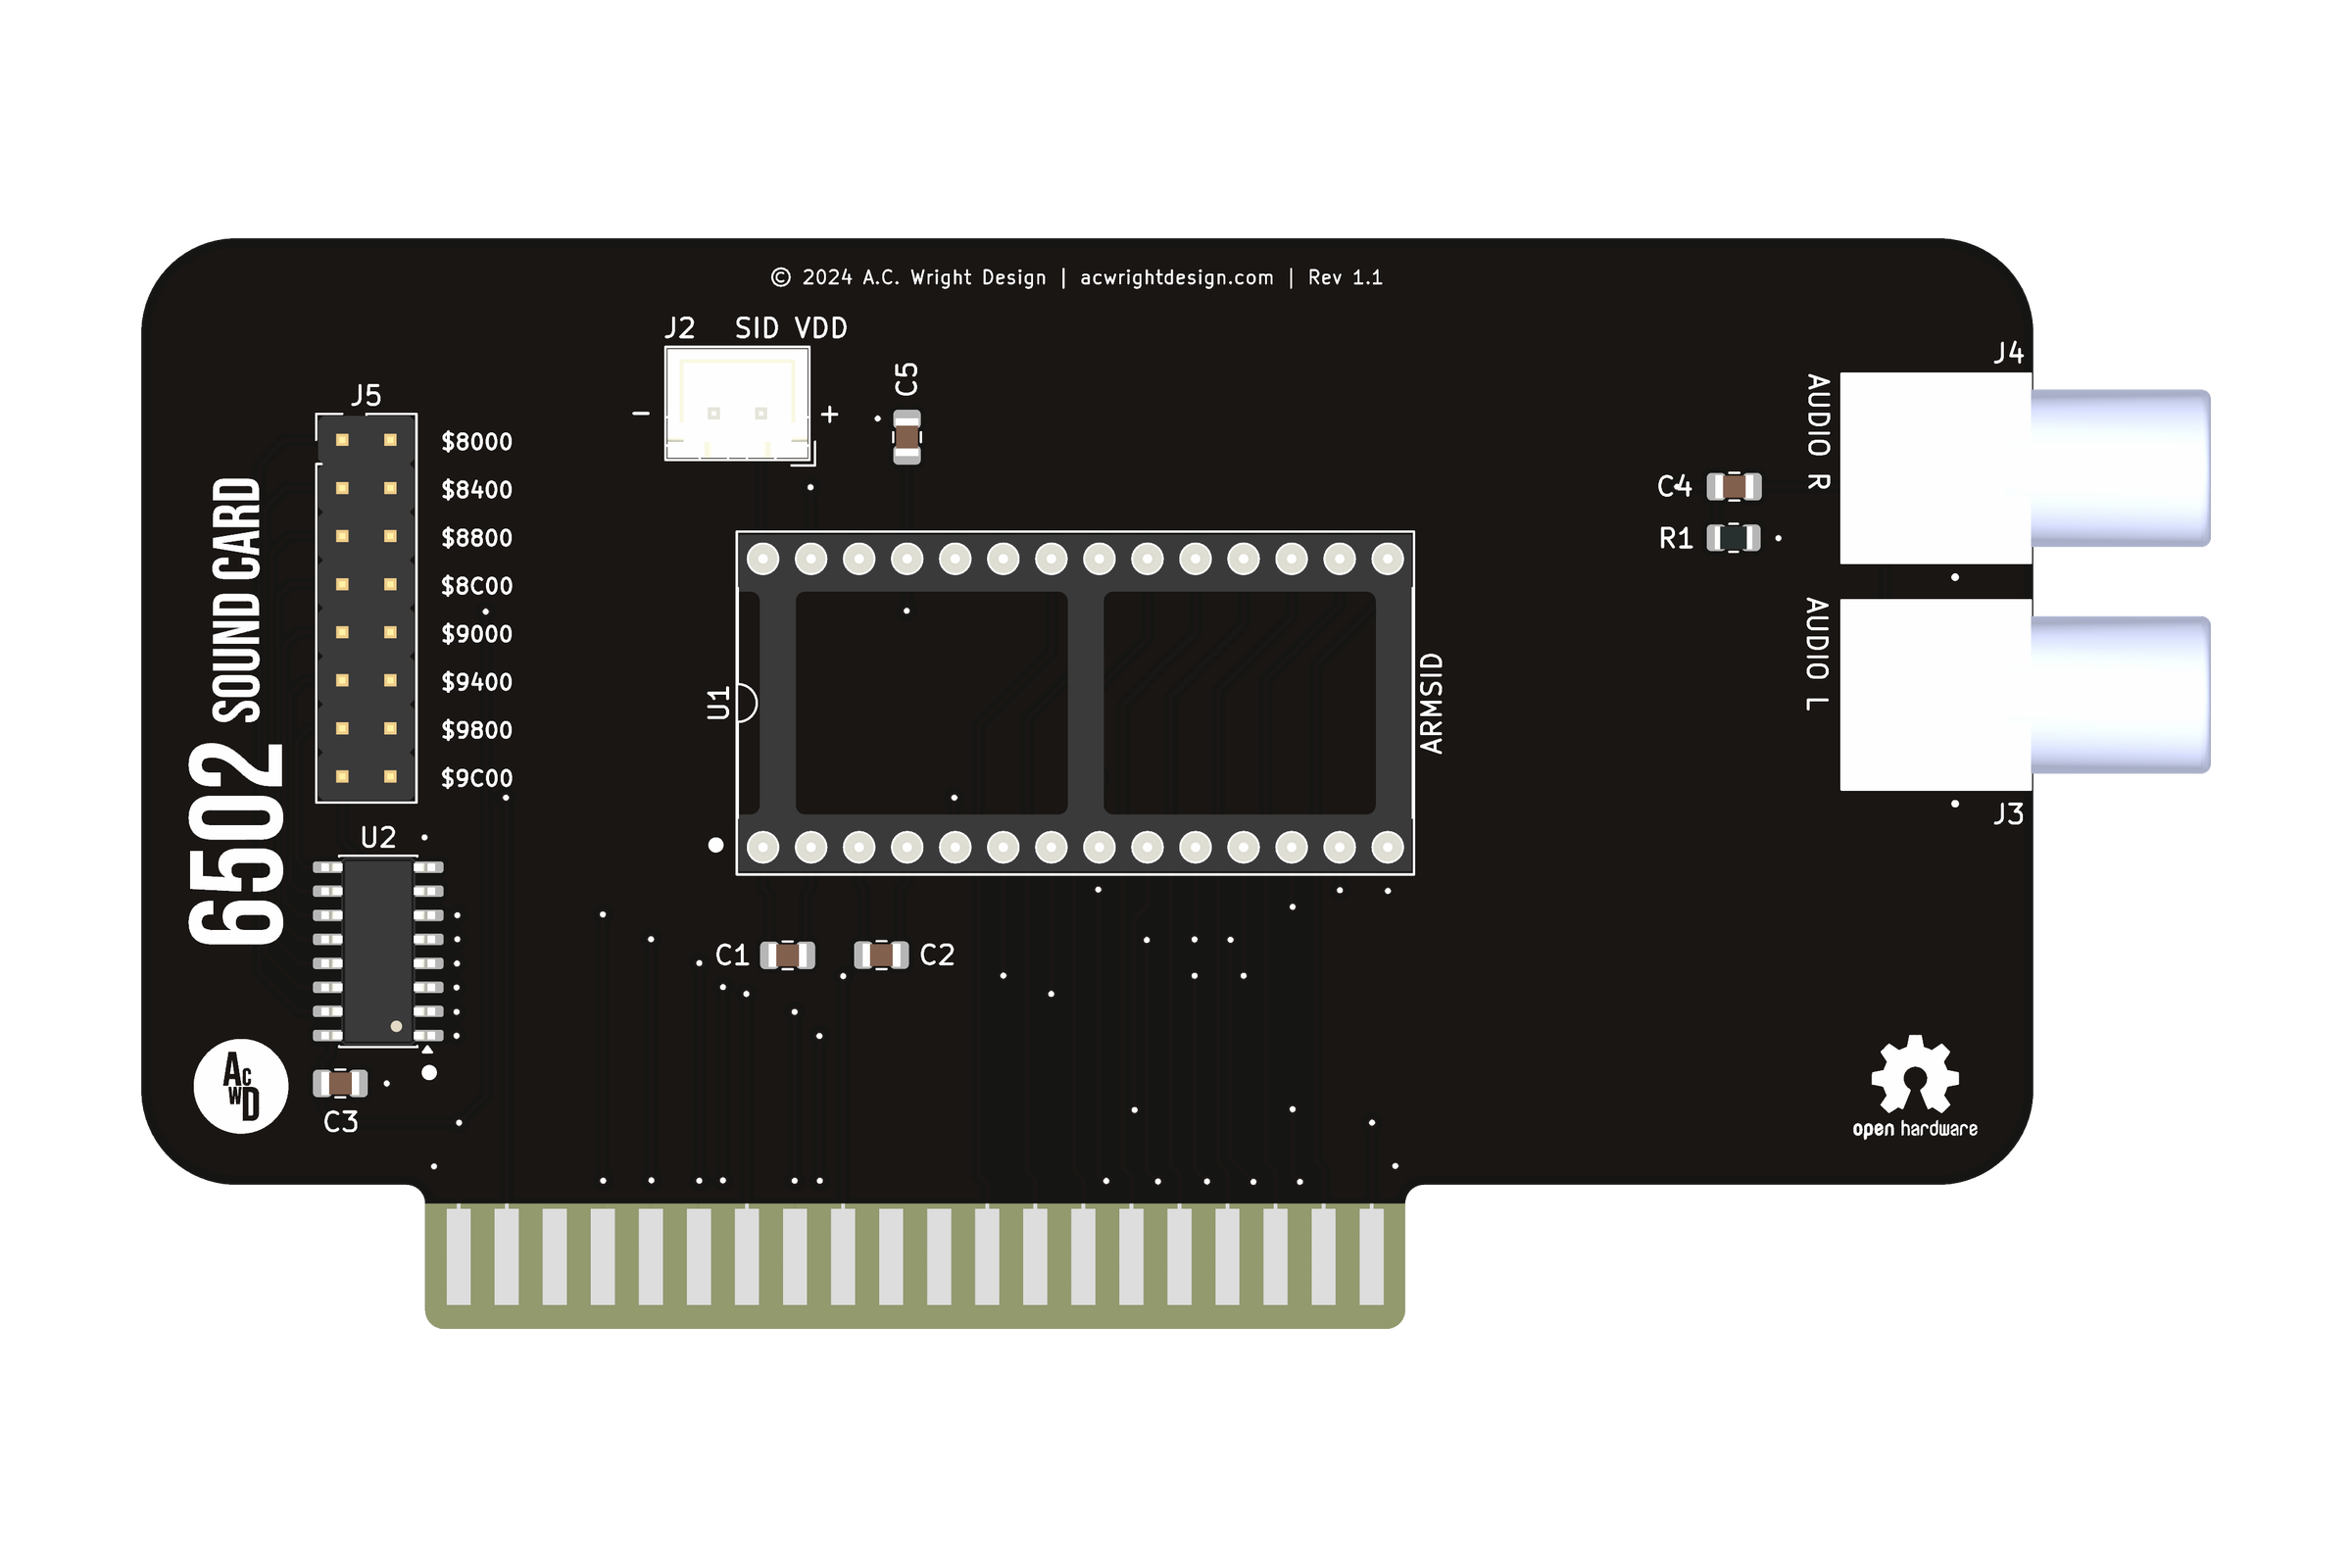 © 2024 A.C. Wright Design | acwrightdesign.com | Rev 1.1
J2 SID VDD
- +
C5
J5
$8000
$8400
$8800
$8C00
$9000
$9400
$9800
$9C00
6502 SOUND CARD
U2
C3
ACWD
U1
ARMSID
C1
C2
C4
R1
J4
AUDIO R
AUDIO L
J3
open hardware